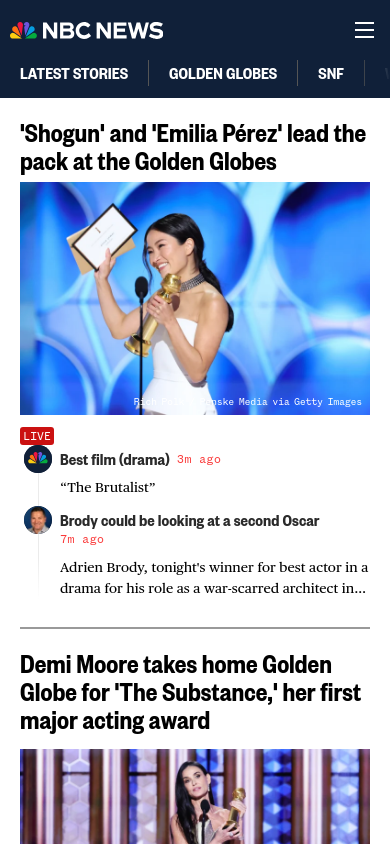 NBC NEWS
LATEST STORIES
GOLDEN GLOBES
SNF
'Shogun' and 'Emilia Pérez' lead the
pack at the Golden Globes
Media via Getty Images
LIVE
Best film (drama) 3m ago
“The Brutalist”
Brody could be looking at a second Oscar
7m ago
Adrien Brody, tonight's winner for best actor in a
drama for his role as a war-scarred architect in...
Demi Moore takes home Golden
Globe for 'The Substance,' her first
major acting award